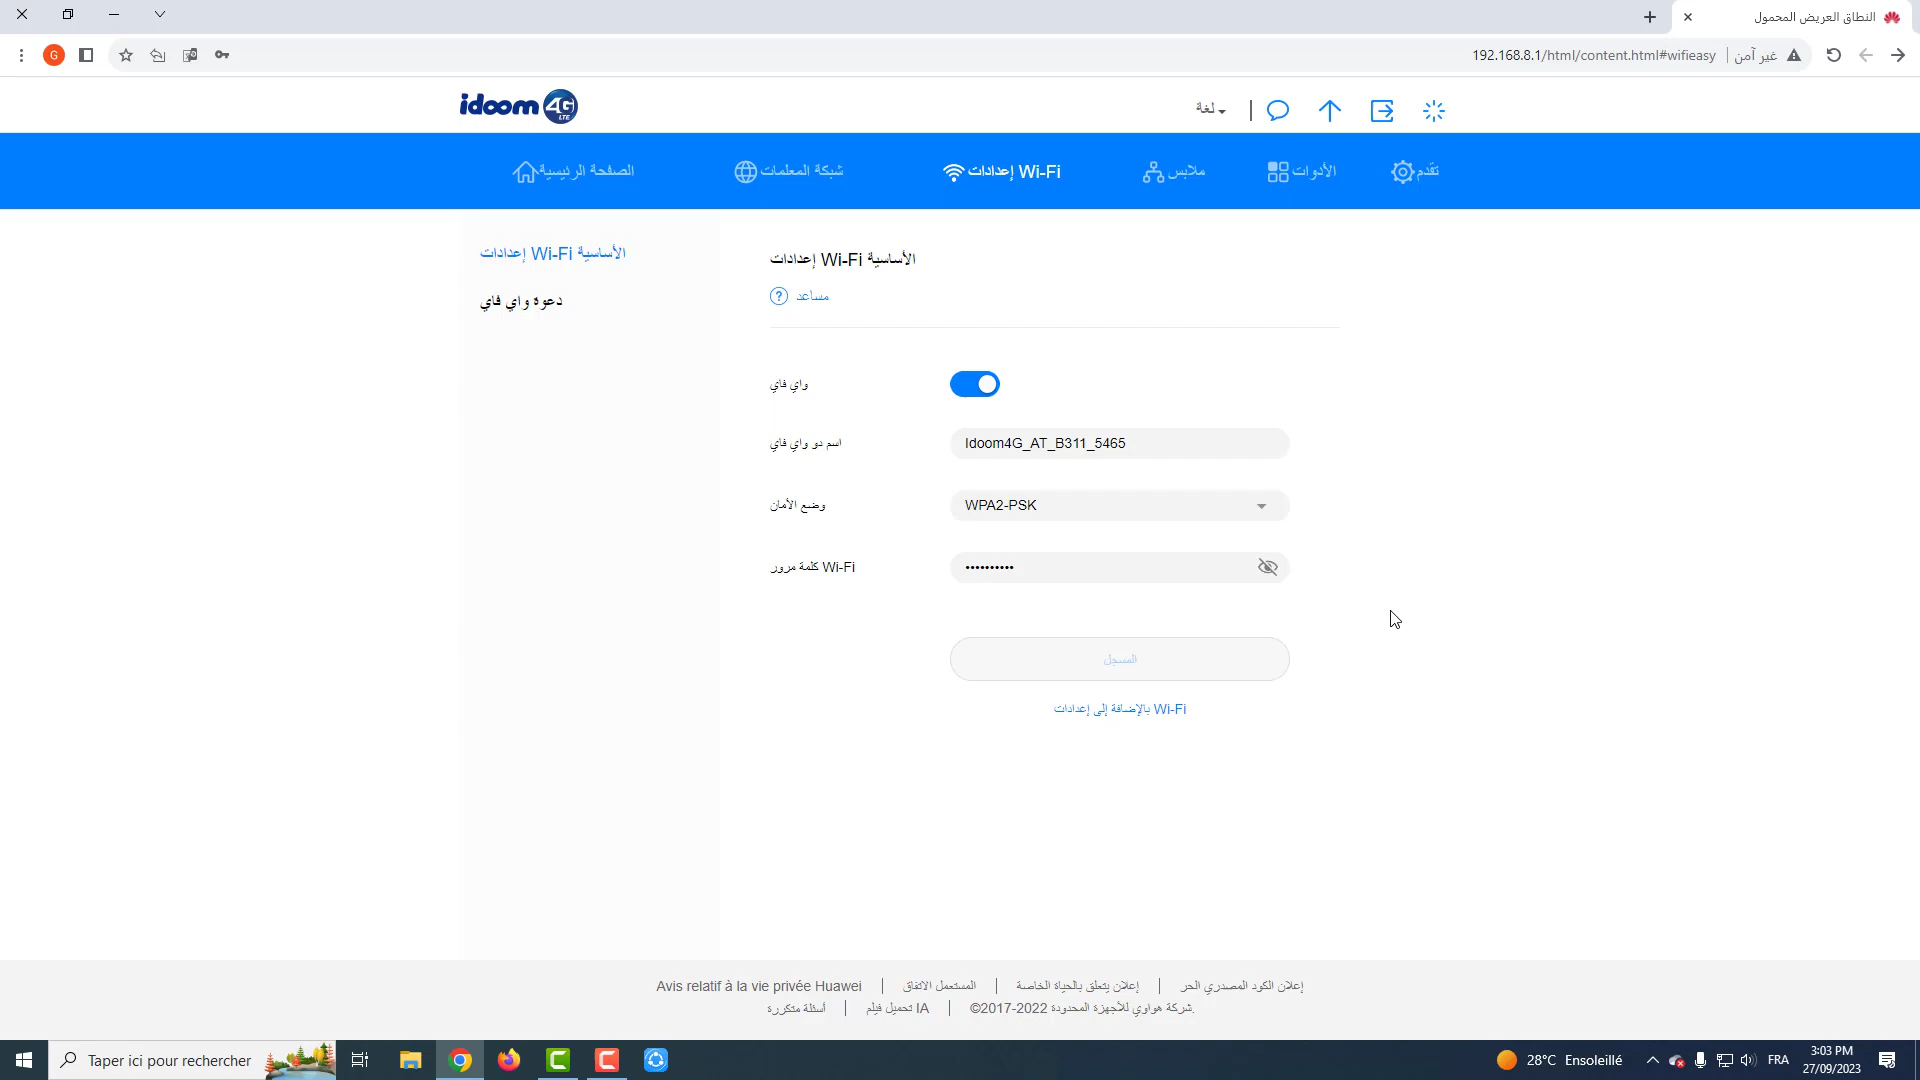 النطاق العريض المحمول
192.168.8.1/html/content.html#wifieasy
غير آمن
G
idoom 4G LTE
لغة
الصفحة الرئيسية
شبكة المعلمات
إعدادات Wi-Fi
ملابس
الأدوات
تقدّم
إعدادات Wi-Fi الأساسية
دعوة واي فاي
إعدادات Wi-Fi الأساسية
? مساعد
واي فاي
اسم دو واي فاي
Idoom4G_AT_B311_5465
وضع الأمان
WPA2-PSK
كلمة مرور Wi-Fi
••••••••••
المسجل
بالإضافة إلى إعدادات Wi-Fi
Avis relatif à la vie privée Huawei | المستعمل الاتفاق | إعلان يتعلق بالحياة الخاصة | إعلان الكود المصدري الحر
أسئلة متكررة | تحميل فيلم IA | ©2017-2022 شركة هواوي للأجهزة المحدودة.
Taper ici pour rechercher
28°C Ensoleillé
FRA
3:03 PM
27/09/2023